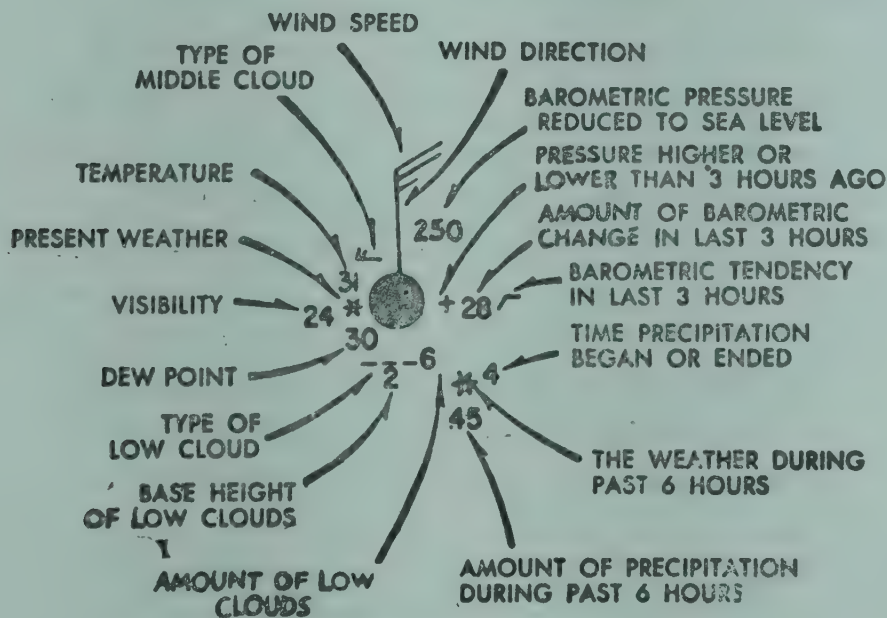 WIND SPEED
TYPE OF
MIDDLE CLOUD
WIND DIRECTION
BAROMETRIC PRESSURE
REDUCED TO SEA LEVEL
TEMPERATURE
PRESSURE HIGHER OR
LOWER THAN 3 HOURS AGO
250
PRESENT WEATHER
AMOUNT OF BAROMETRIC
CHANGE IN LAST 3 HOURS
31
VISIBILITY
24
+ 28
BAROMETRIC TENDENCY
IN LAST 3 HOURS
30
TIME PRECIPITATION
BEGAN OR ENDED
DEW POINT
6
2
4
TYPE OF
LOW CLOUD
.45
THE WEATHER DURING
PAST 6 HOURS
BASE HEIGHT
OF LOW CLOUDS
AMOUNT OF LOW
CLOUDS
AMOUNT OF PRECIPITATION
DURING PAST 6 HOURS